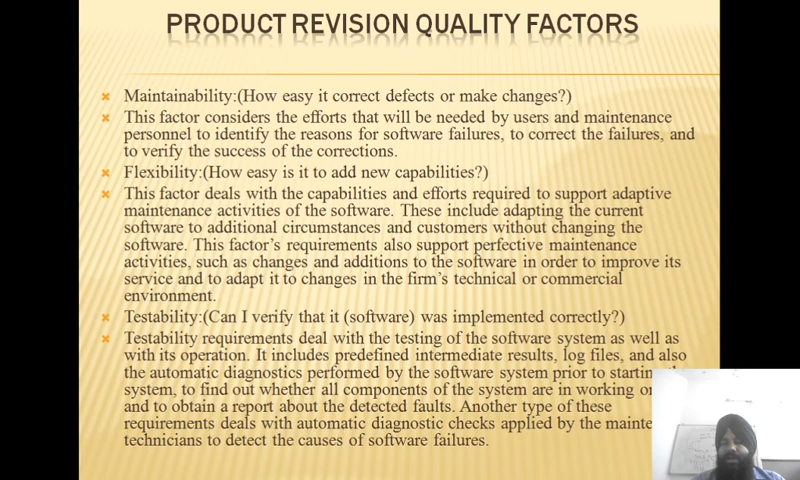 PRODUCT REVISION QUALITY FACTORS
Maintainability:(How easy it correct defects or make changes?)
This factor considers the efforts that will be needed by users and maintenance
personnel to identify the reasons for software failures, to correct the failures, and
to verify the success of the corrections.
Flexibility:(How easy is it to add new capabilities?)
This factor deals with the capabilities and efforts required to support adaptive
maintenance activities of the software. These include adapting the current
software to additional circumstances and customers without changing the
software. This factor's requirements also support perfective maintenance
activities, such as changes and additions to the software in order to improve its
service and to adapt it to changes in the firm's technical or commercial
environment.
Testability:(Can I verify that it (software) was implemented correctly?)
Testability requirements deal with the testing of the software system as well as
with its operation. It includes predefined intermediate results, log files, and also
the automatic diagnostics performed by the software system prior to starting
system, to find out whether all components of the system are in working
and to obtain a report about the detected faults. Another type of these
requirements deals with automatic diagnostic checks applied by the
technicians to detect the causes of software failures.